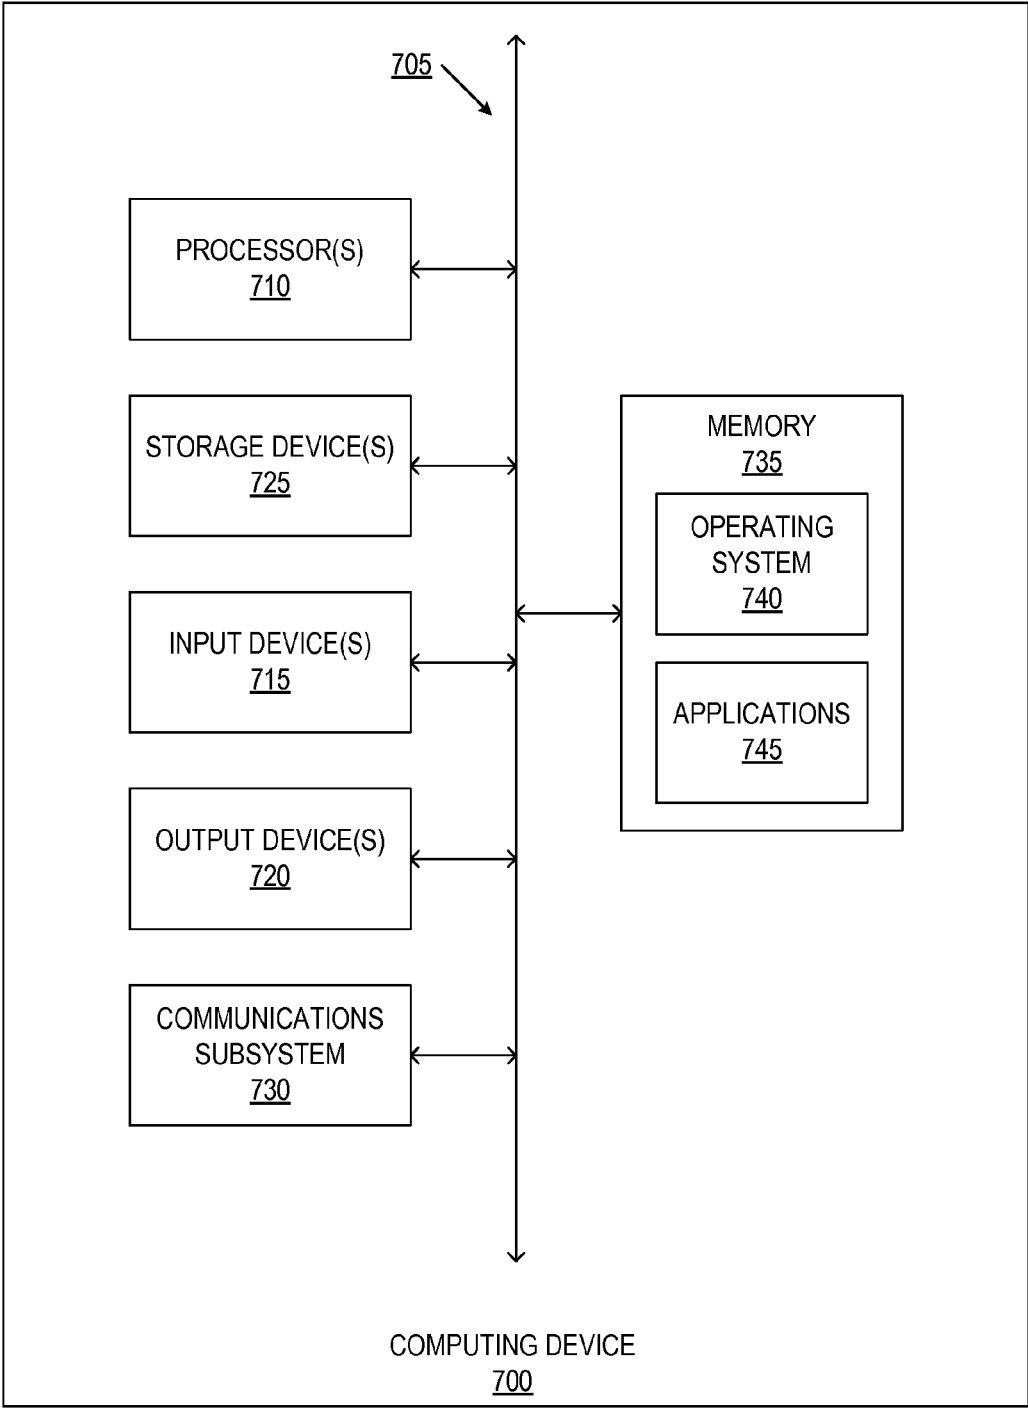 705
PROCESSOR(S)
710
STORAGE DEVICE(S)
725
INPUT DEVICE(S)
715
OUTPUT DEVICE(S)
720
COMMUNICATIONS
SUBSYSTEM
730
MEMORY
735
OPERATING
SYSTEM
740
APPLICATIONS
745
COMPUTING DEVICE
700